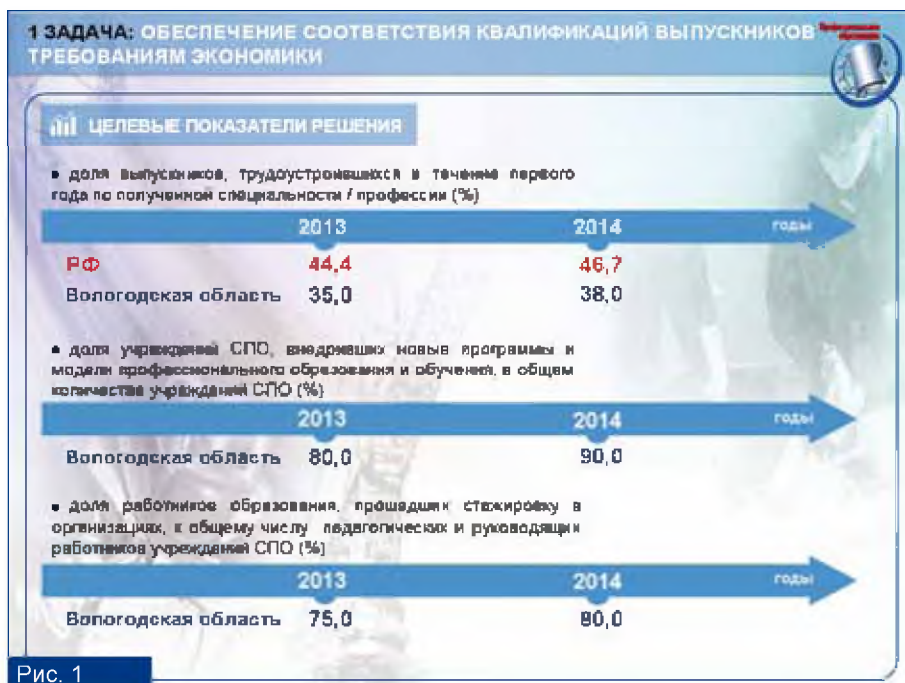 1 ЗАДАЧА: ОБЕСПЕЧЕНИЕ СООТВЕТСТВИЯ КВАЛИФИКАЦИЙ ВЫПУСКНИКОВ
ТРЕБОВАНИЯМ ЭКОНОМИКИ
ЦЕЛЕВЫЕ ПОКАЗАТЕЛИ РЕШЕНИЯ
• доля выпускников, трудоустроившихся в течение первого
года по полученной специальности / профессии (%)
2013 2014 годы
РФ 44,4 46,7
Вологодская область 35,0 38,0
• доля учреждений СПО, внедривших новые программы и
модели профессионального образования и обучения, в общем
количестве учреждений СПО (%)
2013 2014 годы
Вологодская область 80,0 90,0
• доля работников образования, прошедших стажировку в
организациях, к общему числу педагогических и руководящих
работников учреждений СПО (%)
2013 2014 годы
Вологодская область 75,0 80,0
Рис. 1